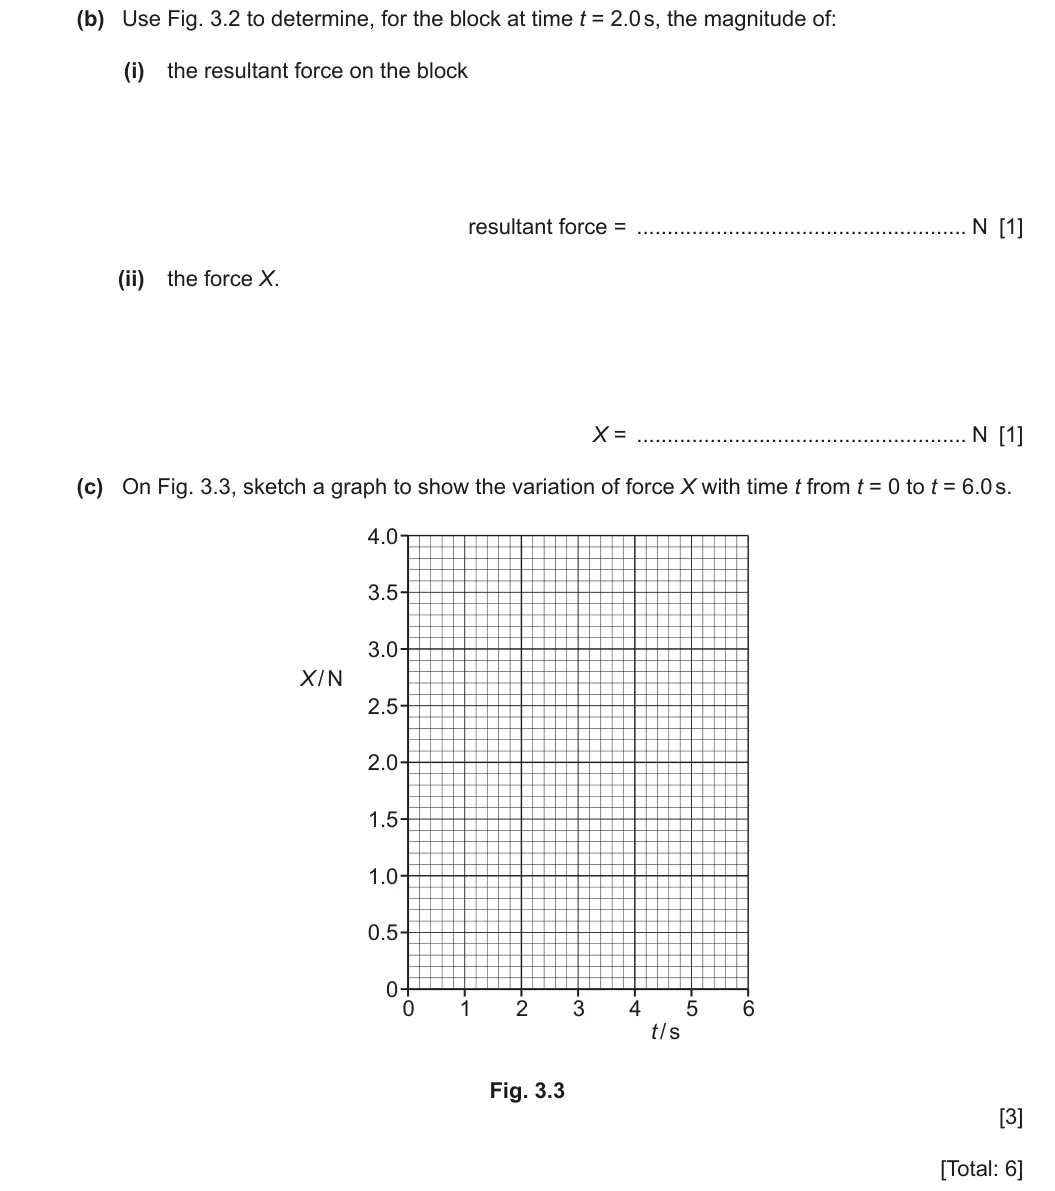 (b) Use Fig. 3.2 to determine, for the block at time t = 2.0 s, the magnitude of:
(i) the resultant force on the block
resultant force = ...................................................... N [1]
(ii) the force X.
X = ...................................................... N [1]
(c) On Fig. 3.3, sketch a graph to show the variation of force X with time t from t = 0 to t = 6.0 s.
4.0
3.5
3.0
X / N
2.5
2.0
1.5
1.0
0.5
0
0 1 2 3 4 5 6
t / s
Fig. 3.3
[3]
[Total: 6]